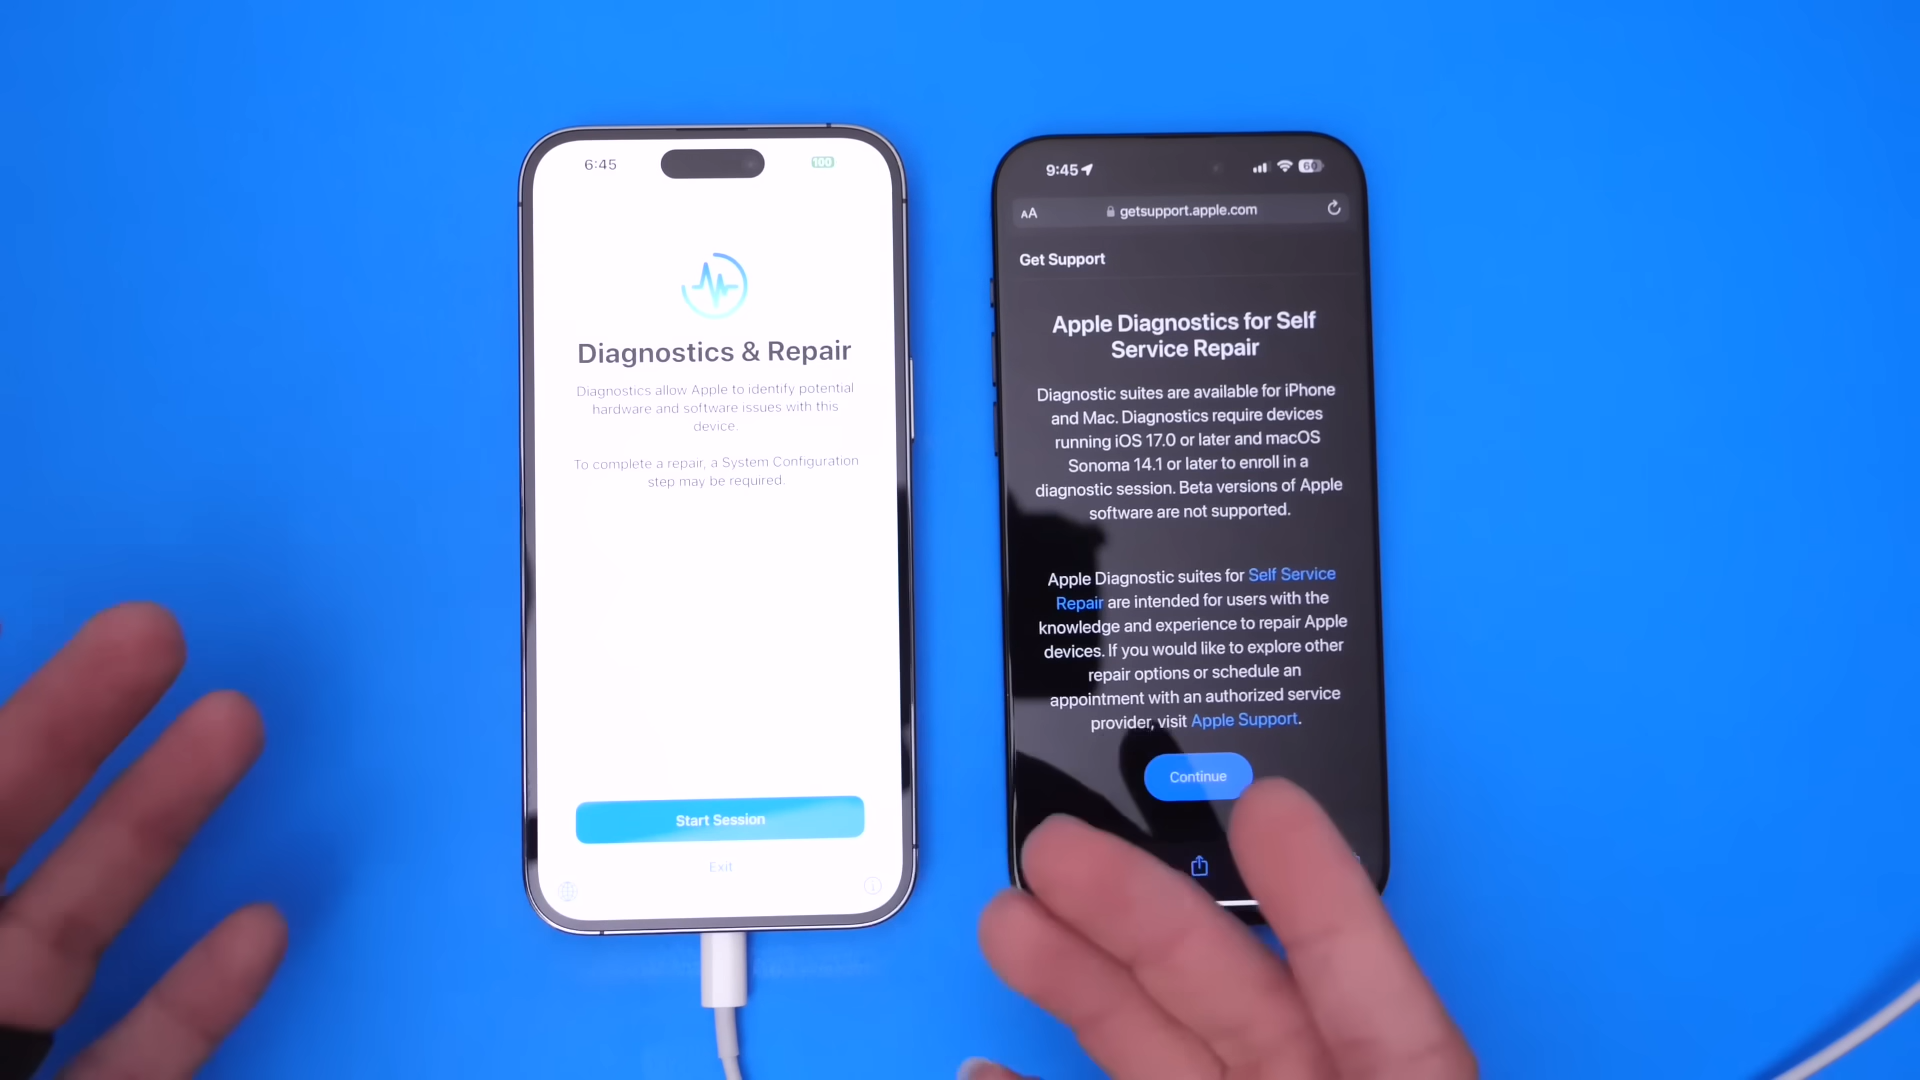 6:45
100
Diagnostics & Repair
Diagnostics allow Apple to identify potential
hardware and software issues with this
device.
To complete a repair, a System Configuration
step may be required.
Start Session
Exit
9:45
60
AA
getsupport.apple.com
Get Support
Apple Diagnostics for Self
Service Repair
Diagnostic suites are available for iPhone
and Mac. Diagnostics require devices
running iOS 17.0 or later and macOS
Sonoma 14.1 or later to enroll in a
diagnostic session. Beta versions of Apple
software are not supported.
Apple Diagnostic suites for Self Service
Repair are intended for users with the
knowledge and experience to repair Apple
devices. If you would like to explore other
repair options or schedule an
appointment with an authorized service
provider, visit Apple Support.
Continue